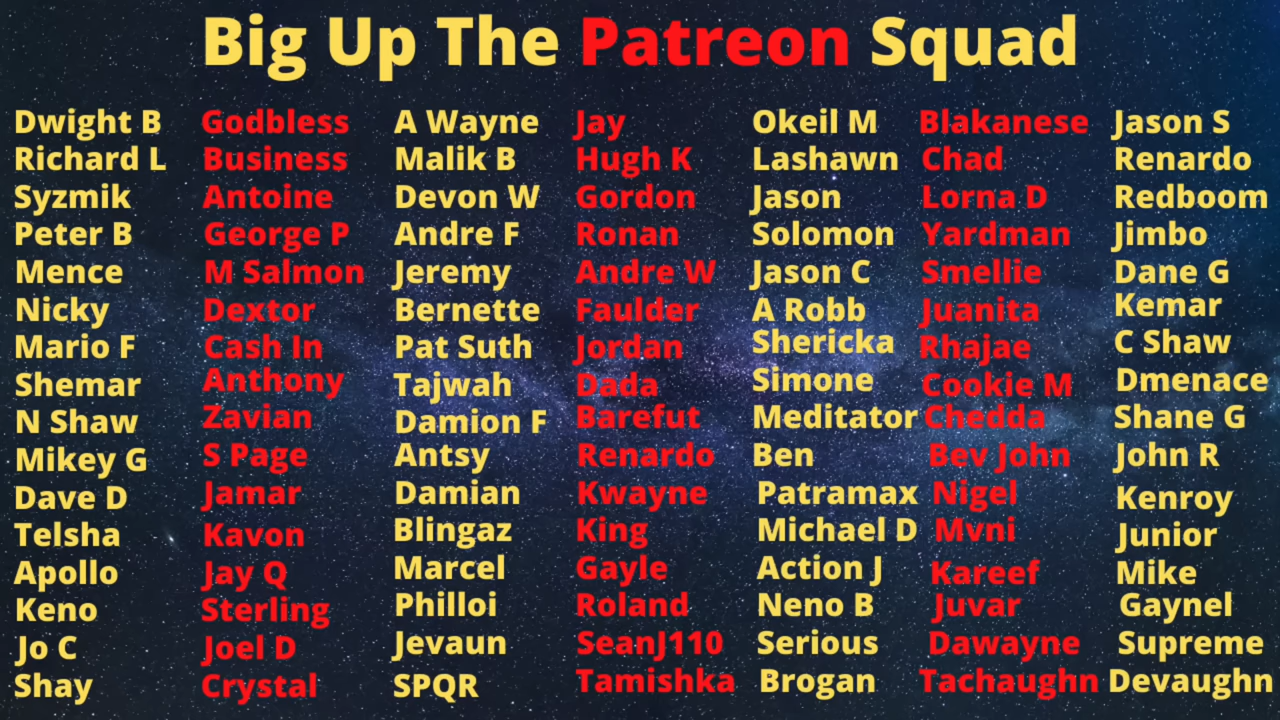 Big Up The Patreon Squad
Dwight B
Richard L
Syzmik
Peter B
Mence
Nicky
Mario F
Shemar
N Shaw
Mikey G
Dave D
Telsha
Apollo
Keno
Jo C
Shay
Godbless
Business
Antoine
George P
M Salmon
Dextor
Cash In
Anthony
Zavian
S Page
Jamar
Kavon
Jay Q
Sterling
Joel D
Crystal
A Wayne
Malik B
Devon W
Andre F
Jeremy
Bernette
Pat Suth
Tajwah
Damion F
Antsy
Damian
Blingaz
Marcel
Philloi
Jevaun
SPQR
Jay
Hugh K
Gordon
Ronan
Andre W
Faulder
Jordan
Dada
Barefut
Renardo
Kwayne
King
Gayle
Roland
SeanJ110
Tamishka
Okeil M
Lashawn
Jason
Solomon
Jason C
A Robb
Shericka
Simone
Meditator
Ben
Patramax
Michael D
Action J
Neno B
Serious
Brogan
Blakanese
Chad
Lorna D
Yardman
Smellie
Juanita
Rhajae
Cookie M
Chedda
Bev John
Nigel
Mvni
Kareef
Juvar
Dawayne
Tachaughn
Jason S
Renardo
Redboom
Jimbo
Dane G
Kemar
C Shaw
Dmenace
Shane G
John R
Kenroy
Junior
Mike
Gaynel
Supreme
Devaughn